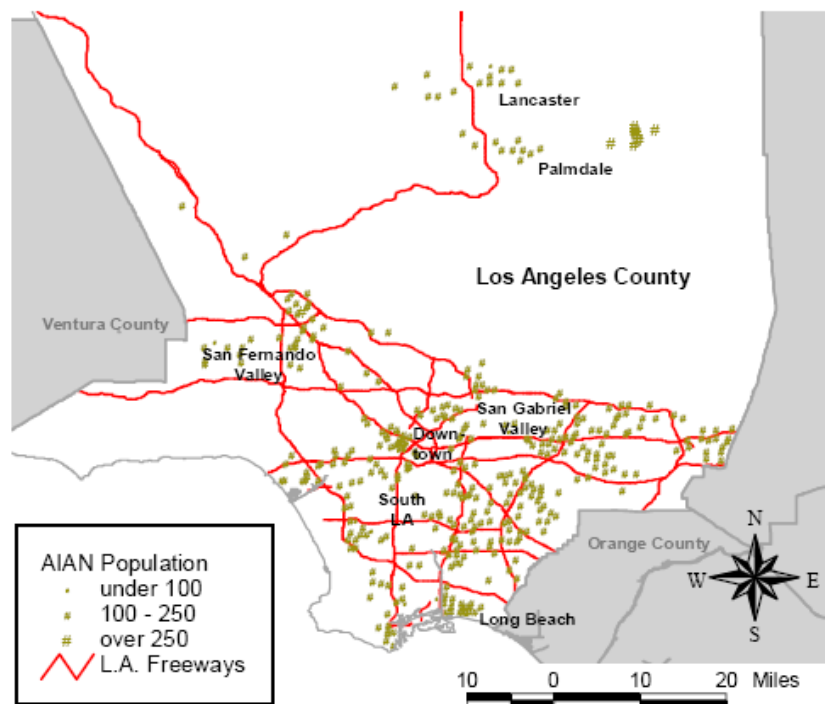 Lancaster
Palmdale
Los Angeles County
Ventura County
San Fernando
Valley
San Gabriel
Valley
Down-
town
South
LA
Orange County
Long Beach
N
W E
S
AIAN Population
under 100
100 - 250
over 250
L.A. Freeways
10 0 10 20 Miles